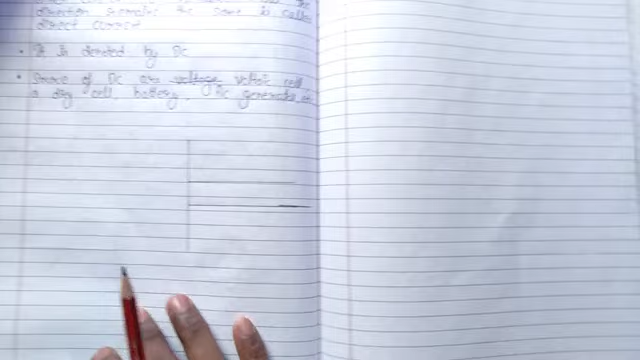 direction remains the same is called
direct current
• It is denoted by Dc
• Source of Dc are voltage voltaic cell
a dry cell, battery, Dc generator etc